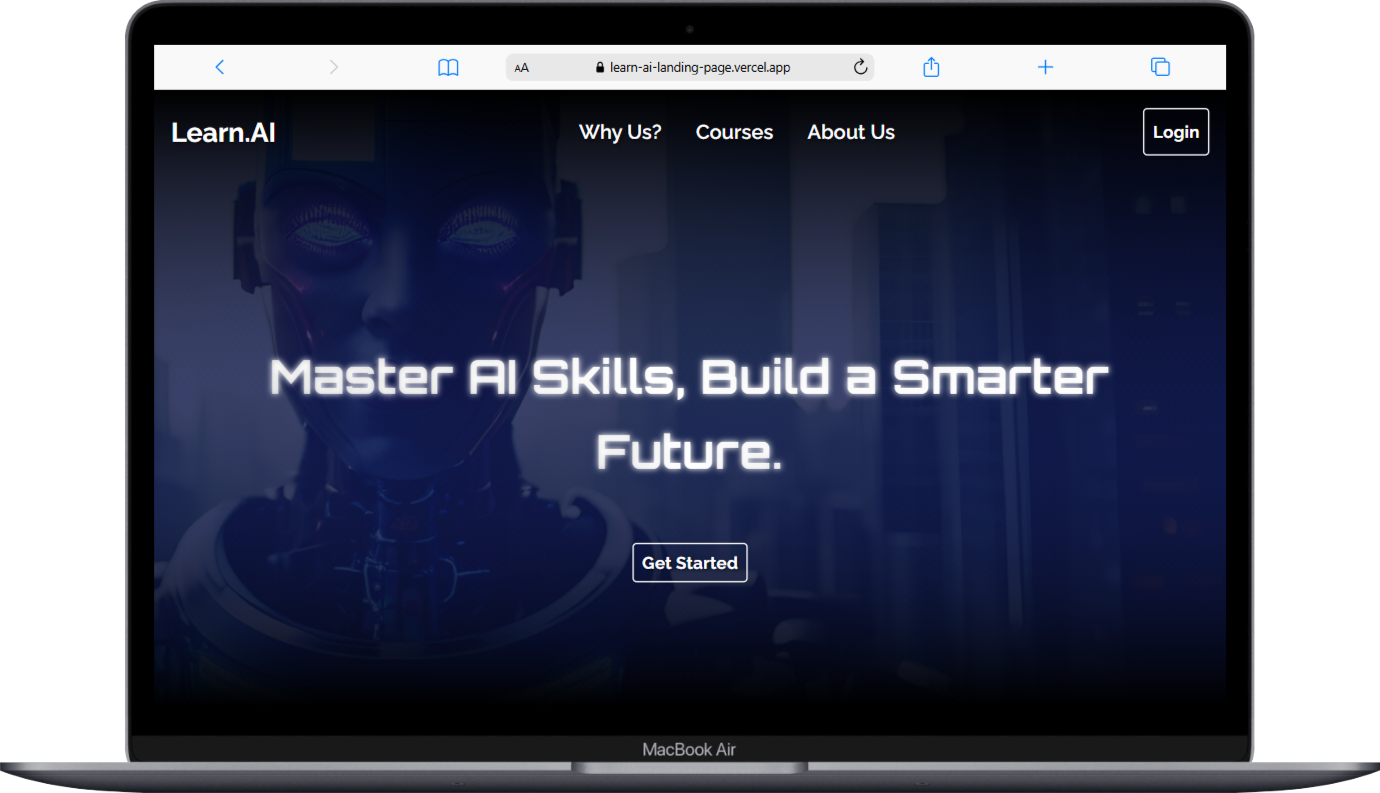 AA learn-ai-landing-page.vercel.app
Learn.AI Why Us? Courses About Us Login
Master AI Skills, Build a Smarter
Future.
Get Started
MacBook Air